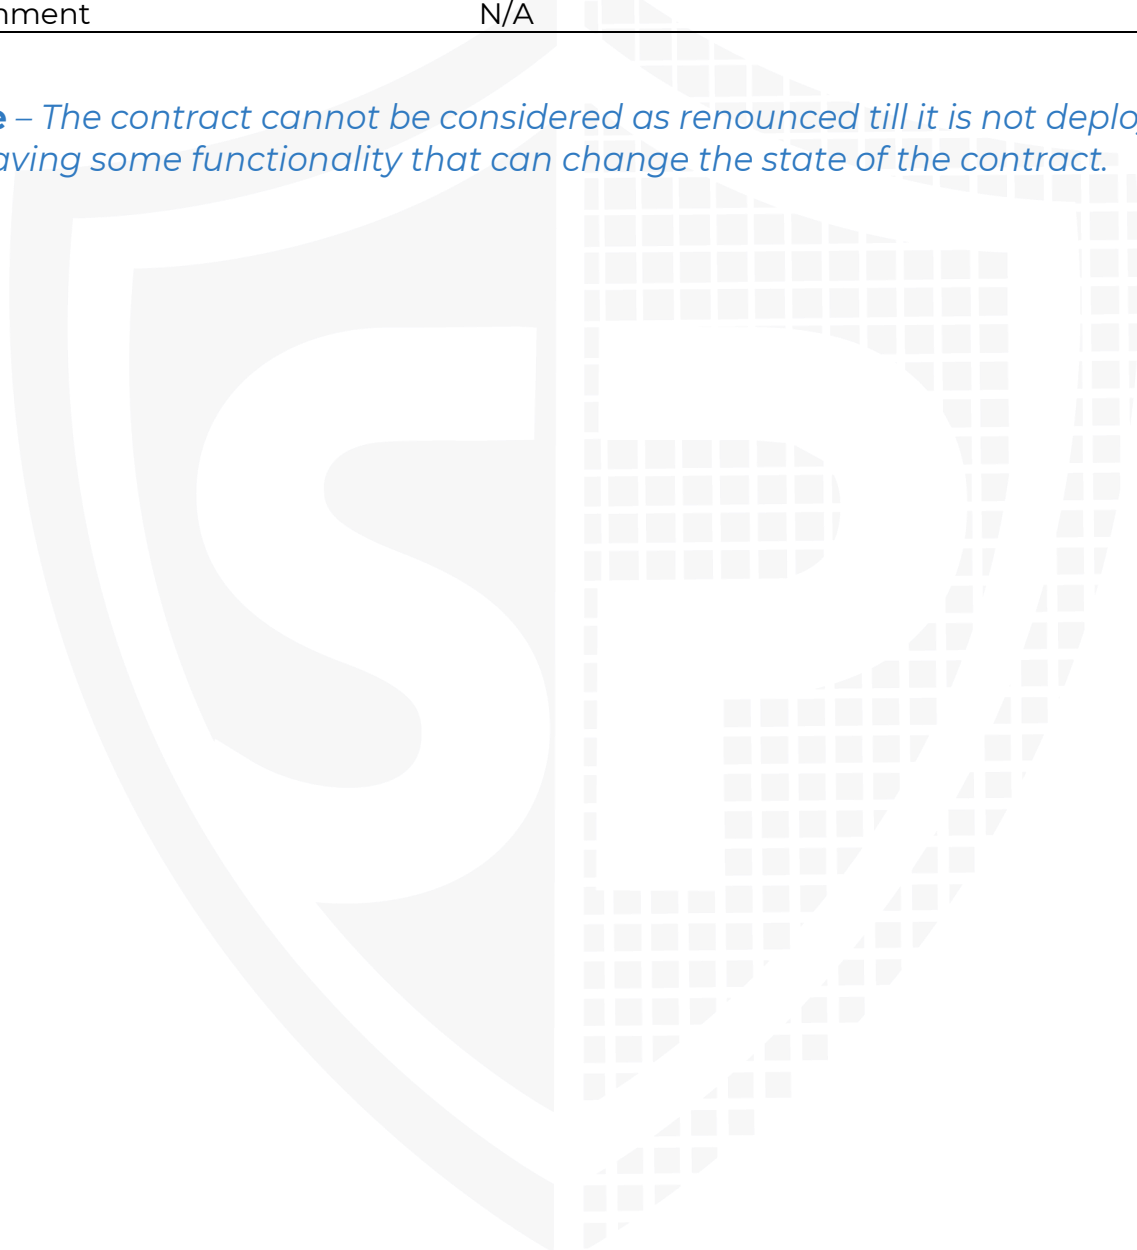 nment N/A
e – The contract cannot be considered as renounced till it is not deplo
aving some functionality that can change the state of the contract.
SP